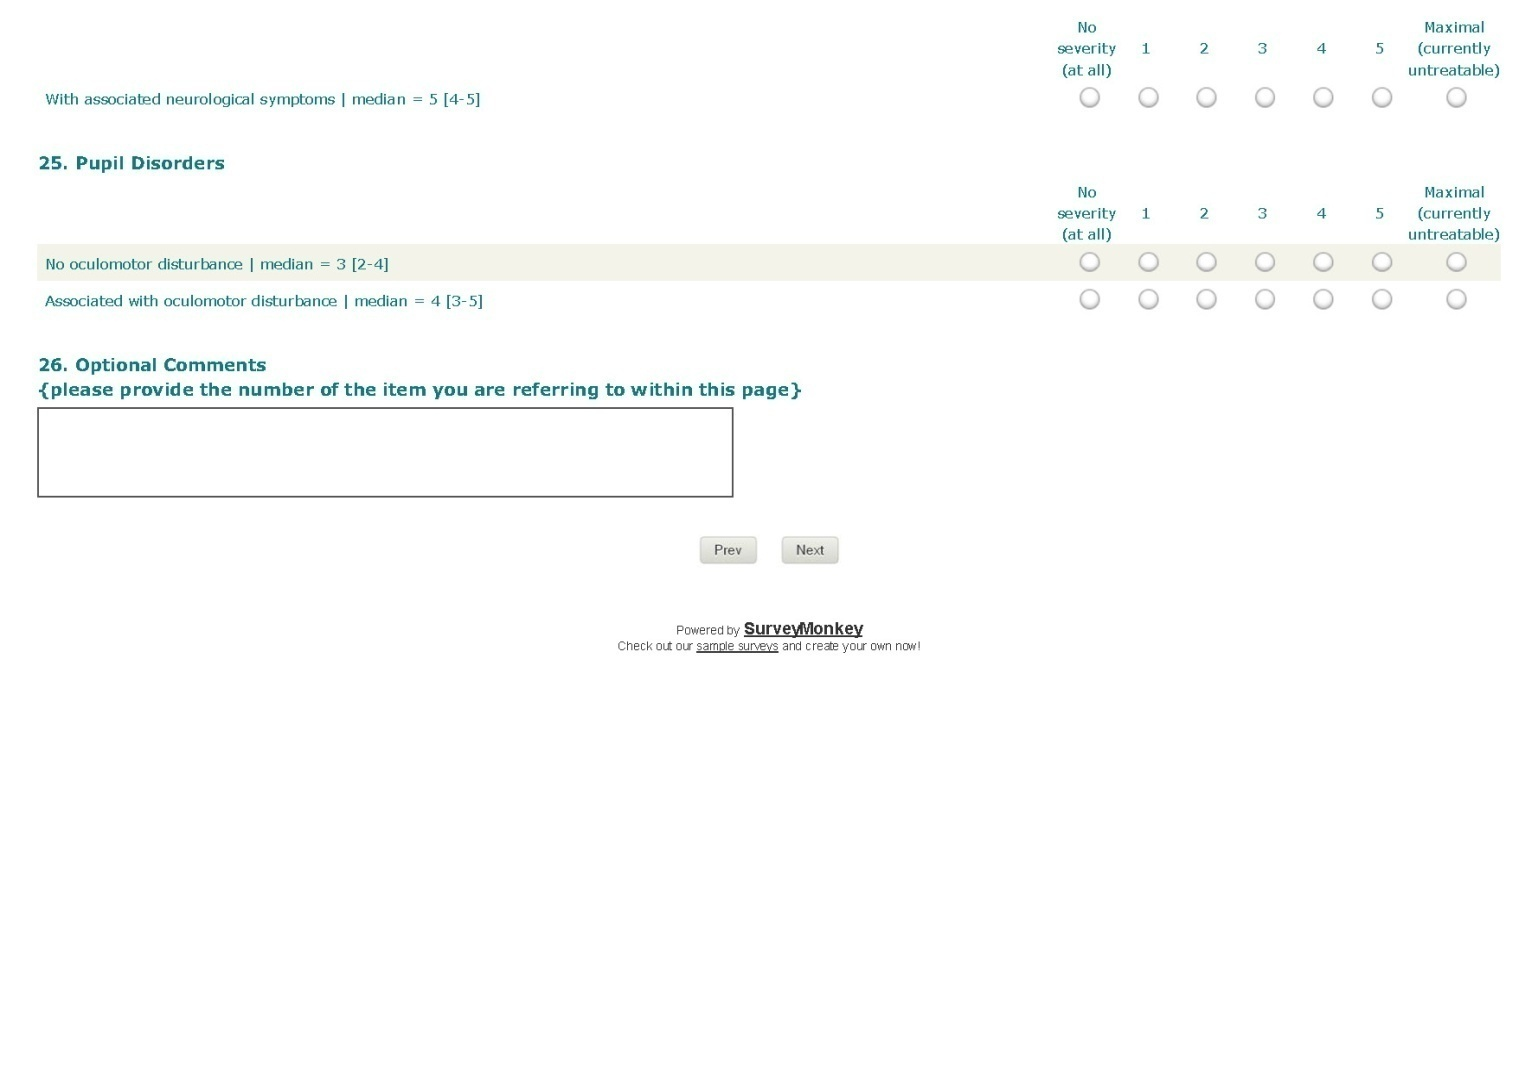 No Maximal
severity 1 2 3 4 5 (currently
(at all) untreatable)
With associated neurological symptoms | median = 5 [4-5]
25. Pupil Disorders
No Maximal
severity 1 2 3 4 5 (currently
(at all) untreatable)
No oculomotor disturbance | median = 3 [2-4]
Associated with oculomotor disturbance | median = 4 [3-5]
26. Optional Comments
{please provide the number of the item you are referring to within this page}
Prev Next
Powered by SurveyMonkey
Check out our sample surveys and create your own now!